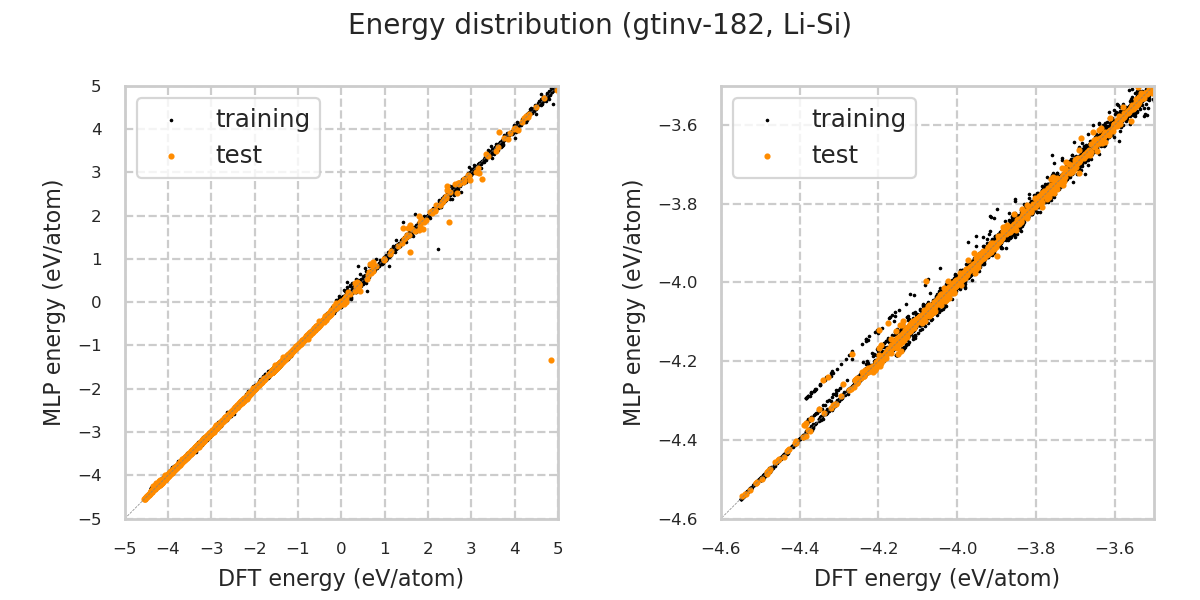 Energy distribution (gtinv-182, Li-Si)
training
test
5
4
3
2
1
0
−1
−2
−3
−4
−5
−5 −4 −3 −2 −1 0 1 2 3 4 5
MLP energy (eV/atom)
DFT energy (eV/atom)
training
test
−3.6
−3.8
−4.0
−4.2
−4.4
−4.6
−4.6 −4.4 −4.2 −4.0 −3.8 −3.6
MLP energy (eV/atom)
DFT energy (eV/atom)